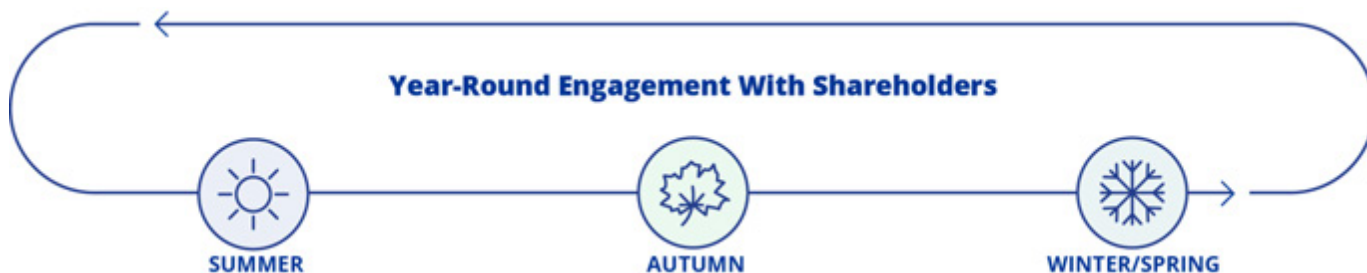 Year-Round Engagement With Shareholders
SUMMER
AUTUMN
WINTER/SPRING